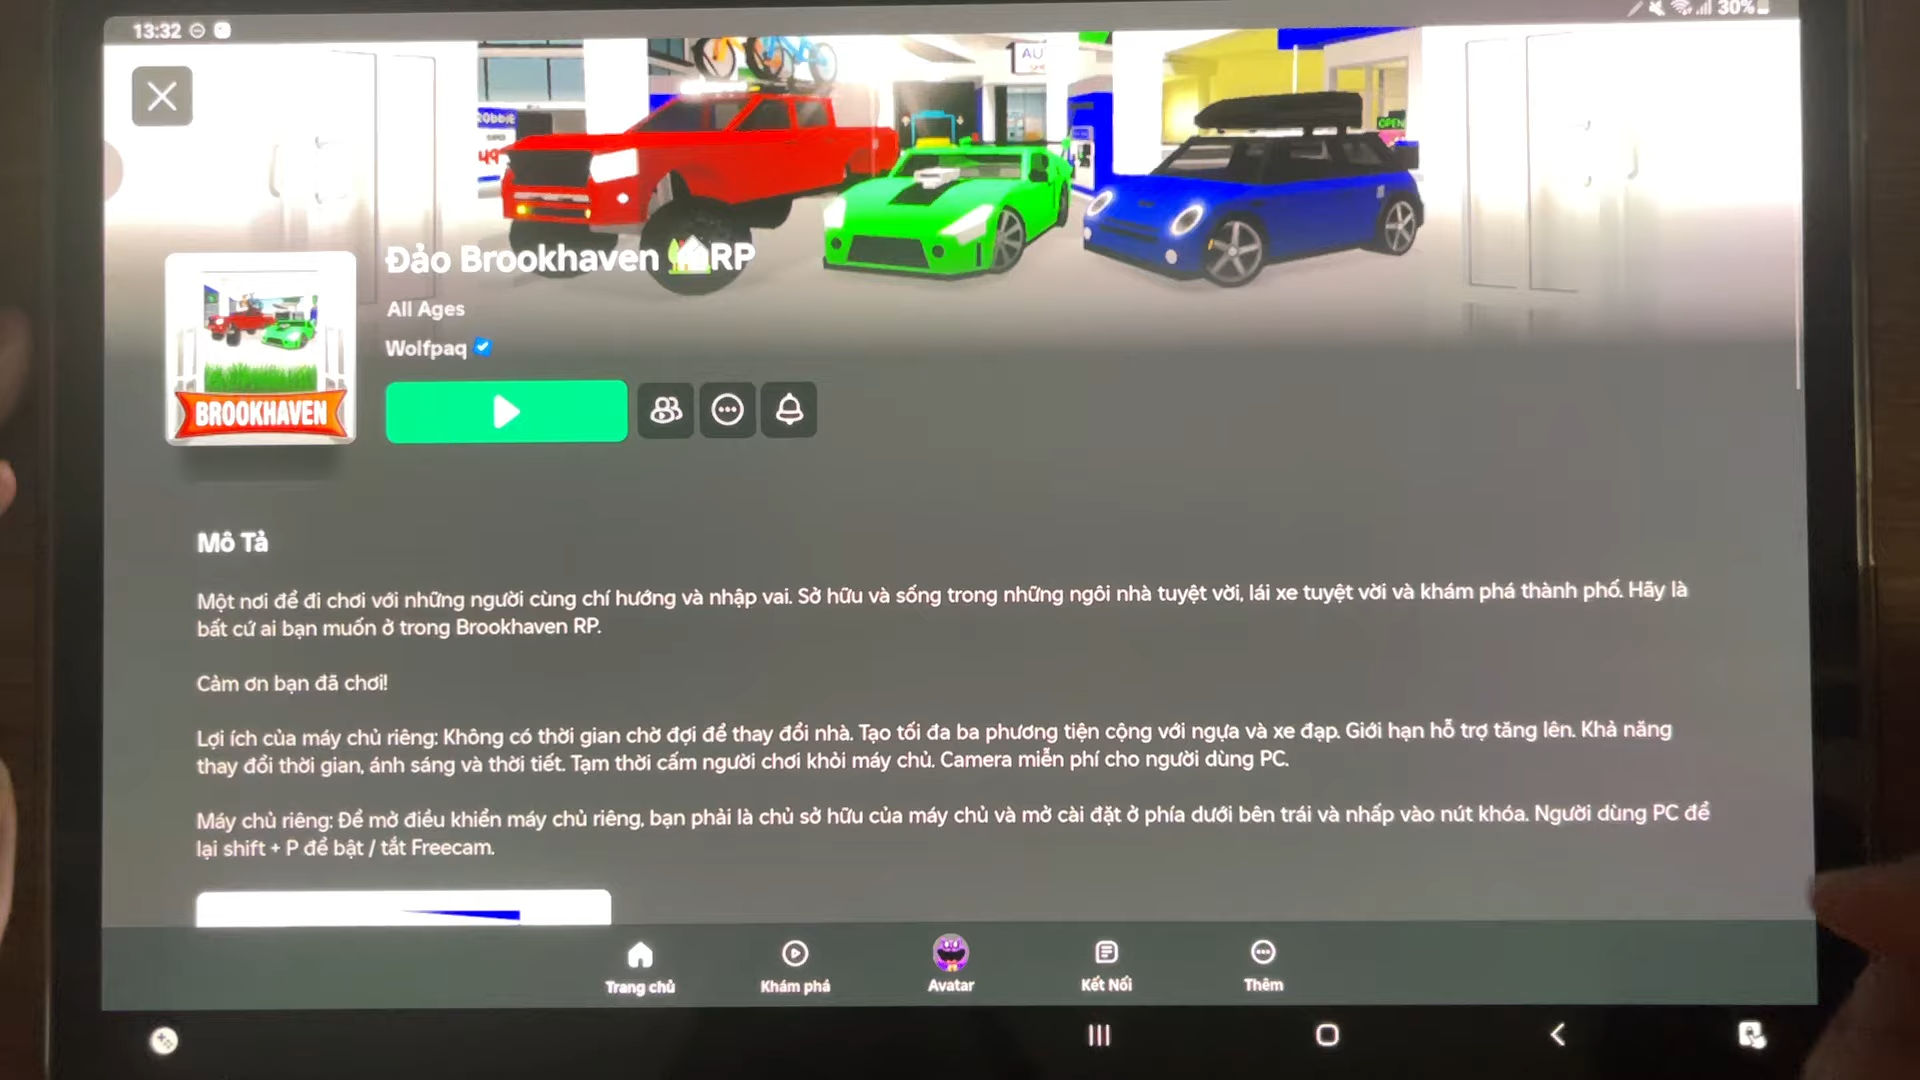 13:32
30%
AU
OPEN
Đảo Brookhaven 🏡RP
All Ages
Wolfpaq
BROOKHAVEN
Mô Tả
Một nơi để đi chơi với những người cùng chí hướng và nhập vai. Sở hữu và sống trong những ngôi nhà tuyệt vời, lái xe tuyệt vời và khám phá thành phố. Hãy là
bất cứ ai bạn muốn ở trong Brookhaven RP.
Cảm ơn bạn đã chơi!
Lợi ích của máy chủ riêng: Không có thời gian chờ đợi để thay đổi nhà. Tạo tối đa ba phương tiện cộng với ngựa và xe đạp. Giới hạn hỗ trợ tăng lên. Khả năng
thay đổi thời gian, ánh sáng và thời tiết. Tạm thời cấm người chơi khỏi máy chủ. Camera miễn phí cho người dùng PC.
Máy chủ riêng: Để mở điều khiển máy chủ riêng, bạn phải là chủ sở hữu của máy chủ và mở cài đặt ở phía dưới bên trái và nhấp vào nút khóa. Người dùng PC để
lại shift + P để bật / tắt Freecam.
Trang chủ
Khám phá
Avatar
Kết Nối
Thêm